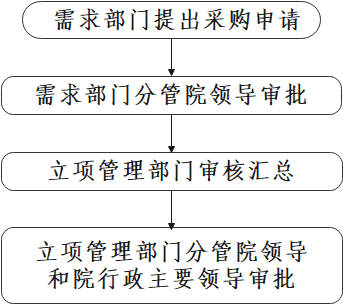 需求部门提出采购申请
需求部门分管院领导审批
立项管理部门审核汇总
立项管理部门分管院领导
和院行政主要领导审批